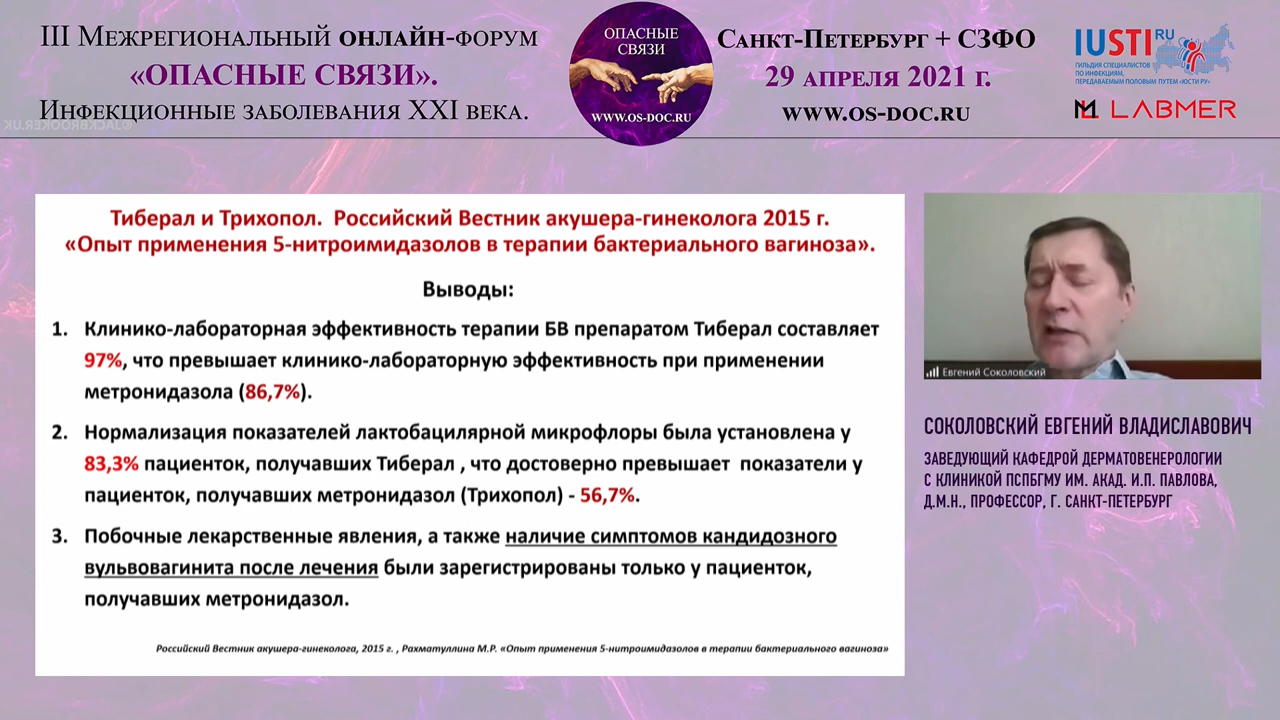 III Межрегиональный онлайн-форум
«ОПАСНЫЕ СВЯЗИ».
Инфекционные заболевания XXI века.
©JACKBROOKER.UK
ОПАСНЫЕ
СВЯЗИ
WWW.OS-DOC.RU
Санкт-Петербург + СЗФО
29 апреля 2021 г.
www.os-doc.ru
IUSTI RU
ГИЛЬДИЯ СПЕЦИАЛИСТОВ
ПО ИНФЕКЦИЯМ,
ПЕРЕДАВАЕМЫМ ПОЛОВЫМ ПУТЕМ «ЮСТИ РУ»
LABMER
Тиберал и Трихопол. Российский Вестник акушера-гинеколога 2015 г.
«Опыт применения 5-нитроимидазолов в терапии бактериального вагиноза».
Выводы:
1. Клинико-лабораторная эффективность терапии БВ препаратом Тиберал составляет
97%, что превышает клинико-лабораторную эффективность при применении
метронидазола (86,7%).
2. Нормализация показателей лактобацилярной микрофлоры была установлена у
83,3% пациенток, получавших Тиберал , что достоверно превышает показатели у
пациенток, получавших метронидазол (Трихопол) - 56,7%.
3. Побочные лекарственные явления, а также наличие симптомов кандидозного
вульвовагинита после лечения были зарегистрированы только у пациенток,
получавших метронидазол.
Российский Вестник акушера-гинеколога, 2015 г. , Рахматуллина М.Р. «Опыт применения 5-нитроимидазолов в терапии бактериального вагиноза»
Евгений Соколовский
СОКОЛОВСКИЙ ЕВГЕНИЙ ВЛАДИСЛАВОВИЧ
ЗАВЕДУЮЩИЙ КАФЕДРОЙ ДЕРМАТОВЕНЕРОЛОГИИ
С КЛИНИКОЙ ПСПБГМУ ИМ. АКАД. И.П. ПАВЛОВА,
Д.М.Н., ПРОФЕССОР, Г. САНКТ-ПЕТЕРБУРГ